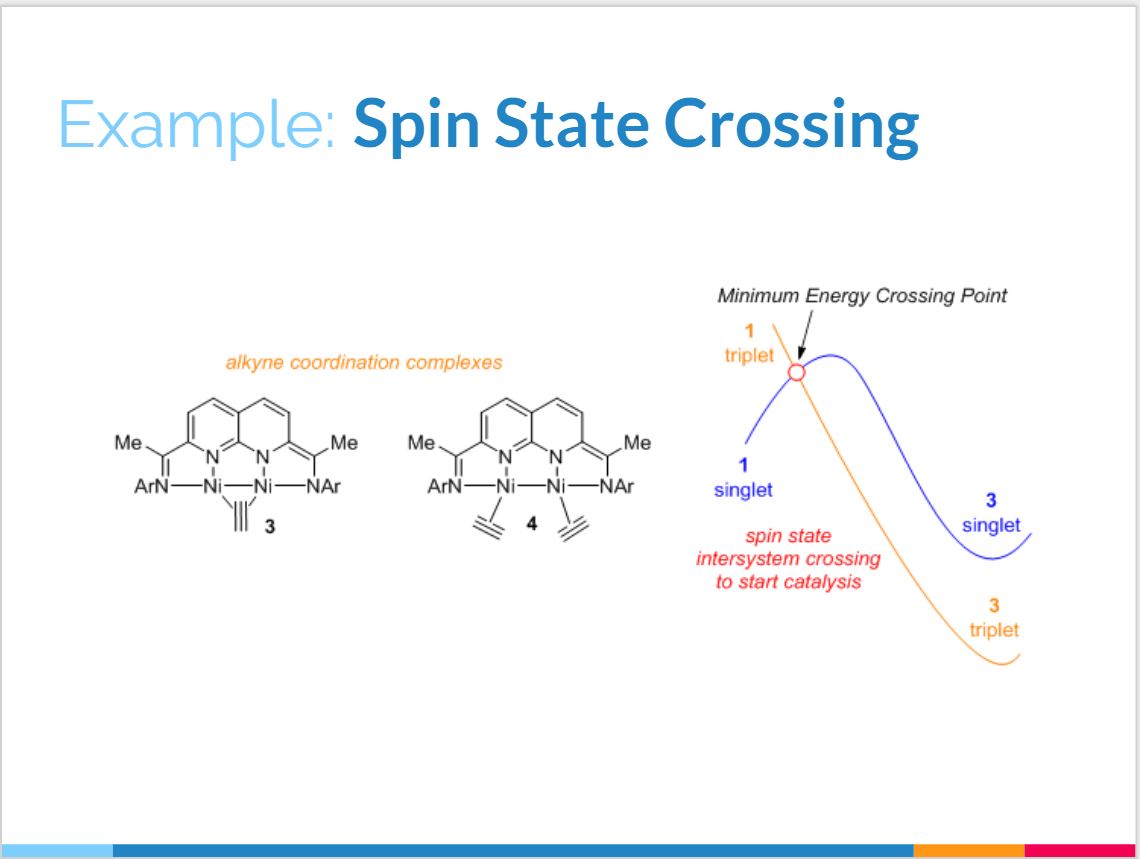 Example: Spin State Crossing
alkyne coordination complexes
Me
Me
N
N
ArN
Ni
Ni
NAr
3
Me
Me
N
N
ArN
Ni
Ni
NAr
4
Minimum Energy Crossing Point
1
triplet
1
singlet
3
singlet
spin state
intersystem crossing
to start catalysis
3
triplet